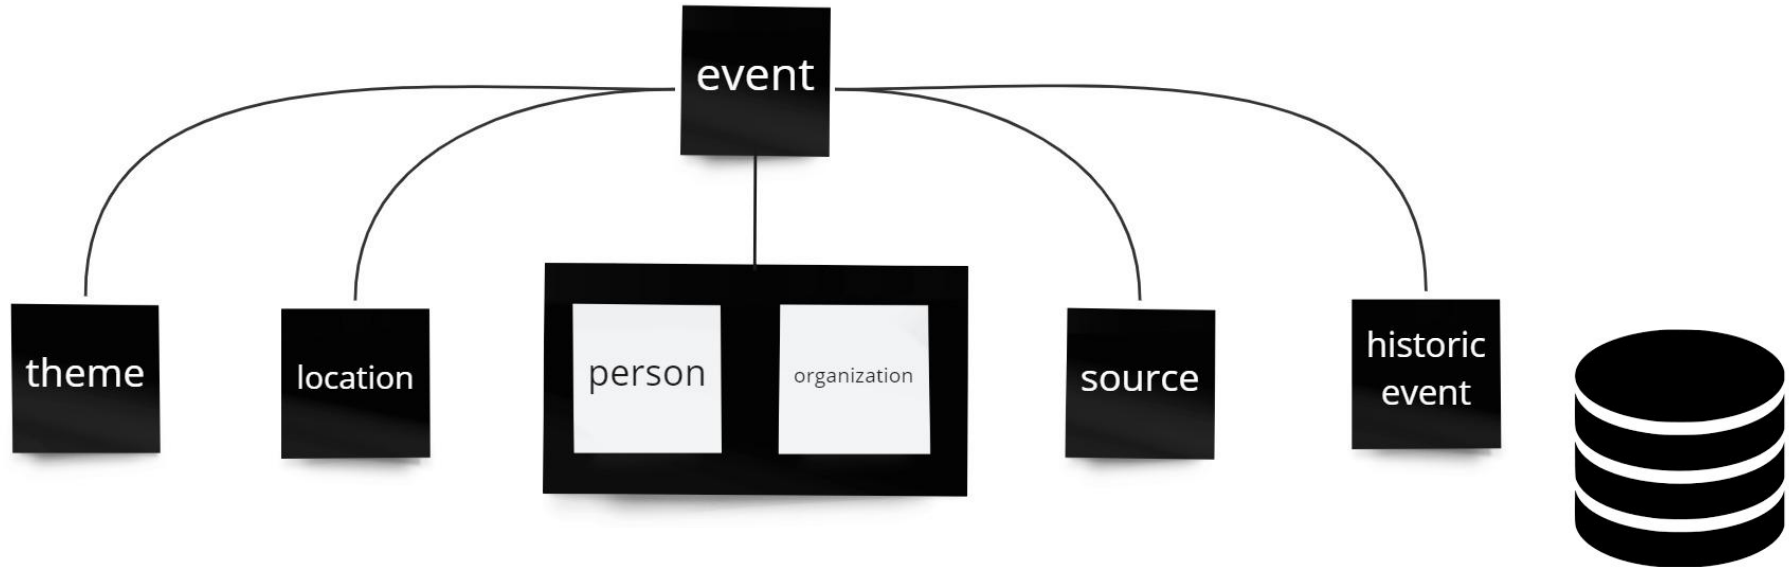 event
theme
location
person
organization
source
historic
event